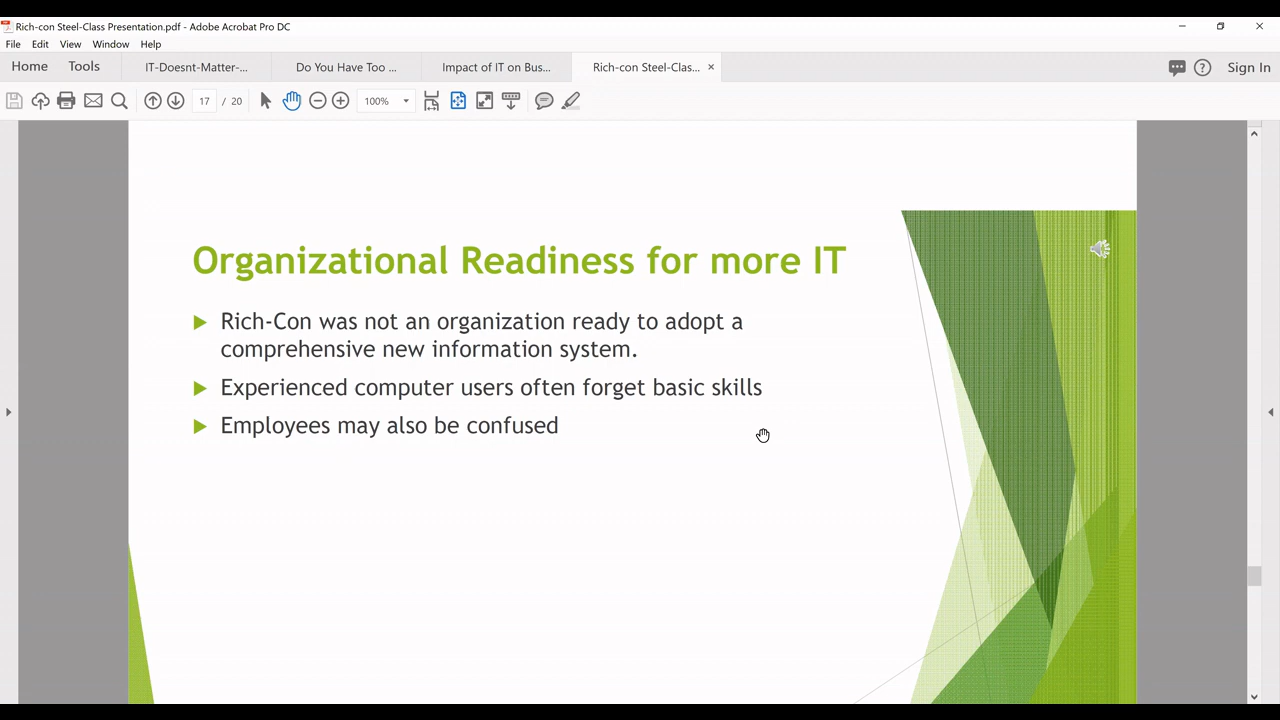 Rich-con Steel-Class Presentation.pdf - Adobe Acrobat Pro DC
File Edit View Window Help
Home Tools IT-Doesnt-Matter-... Do You Have Too ... Impact of IT on Bus... Rich-con Steel-Clas... × Sign In
17 / 20 100%
Organizational Readiness for more IT
Rich-Con was not an organization ready to adopt a
comprehensive new information system.
Experienced computer users often forget basic skills
Employees may also be confused